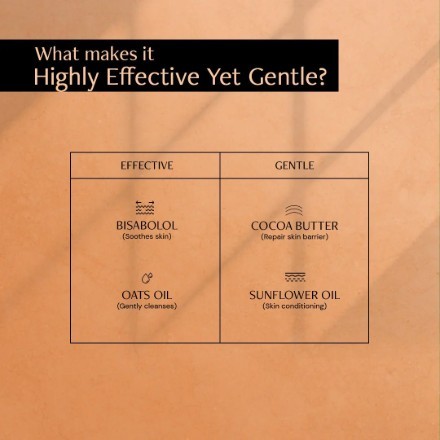 What makes it
Highly Effective Yet Gentle?
EFFECTIVE
GENTLE
BISABOLOL
(Soothes skin)
COCOA BUTTER
(Repair skin barrier)
OATS OIL
(Gently cleanses)
SUNFLOWER OIL
(Skin conditioning)